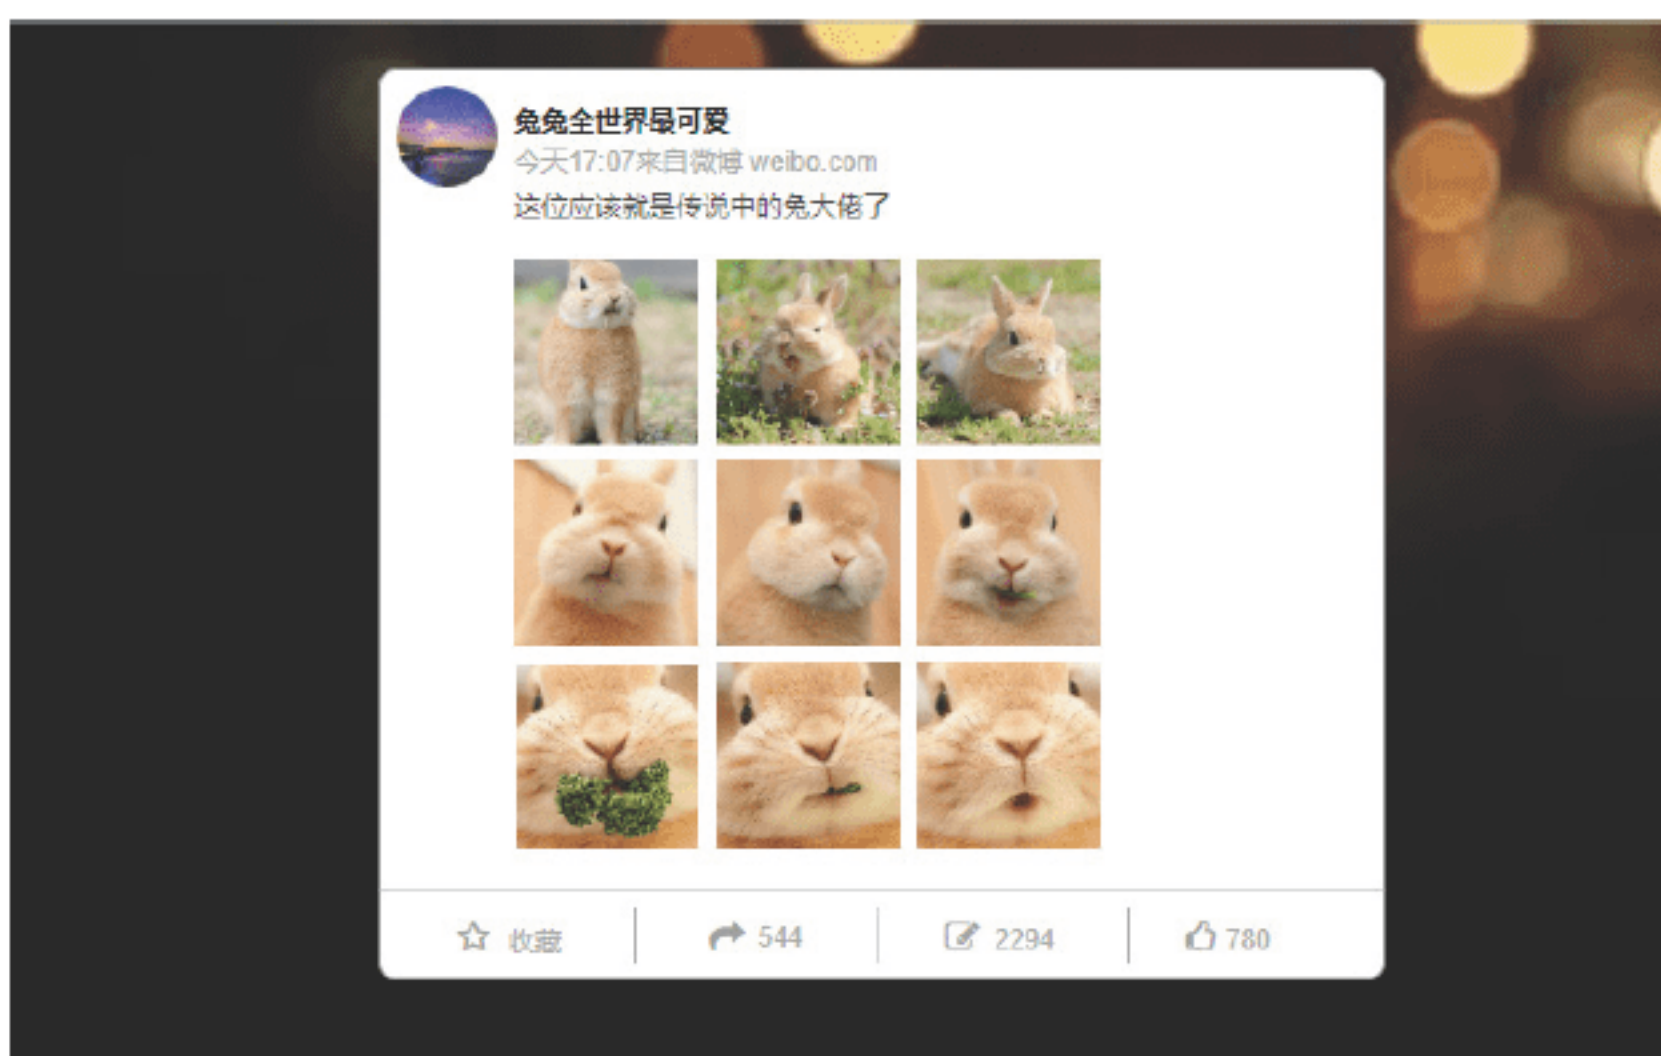 兔兔全世界最可爱
今天17:07来自微博 weibo.com
这位应该就是传说中的兔大佬了
收藏
544
2294
780